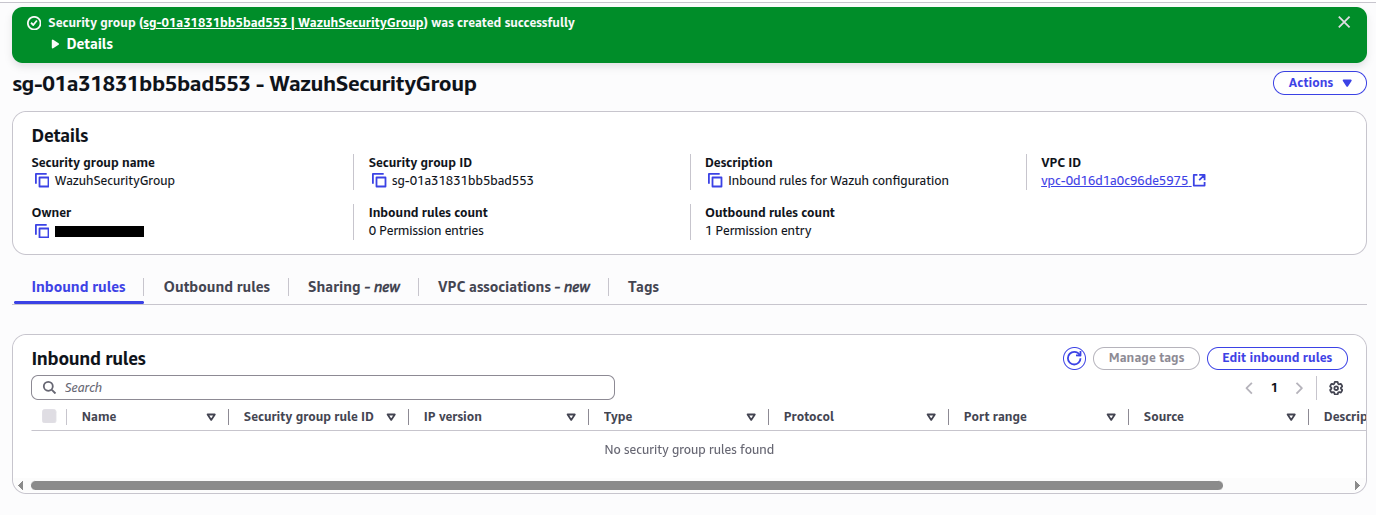 Security group (sg-01a31831bb5bad553 | WazuhSecurityGroup) was created successfully
Details
sg-01a31831bb5bad553 - WazuhSecurityGroup
Actions
Details
Security group name
WazuhSecurityGroup
Security group ID
sg-01a31831bb5bad553
Description
Inbound rules for Wazuh configuration
VPC ID
vpc-0d16d1a0c96de5975
Owner
Inbound rules count
0 Permission entries
Outbound rules count
1 Permission entry
Inbound rules
Outbound rules
Sharing - new
VPC associations - new
Tags
Inbound rules
Manage tags
Edit inbound rules
Search
1
Name
Security group rule ID
IP version
Type
Protocol
Port range
Source
Descrip
No security group rules found